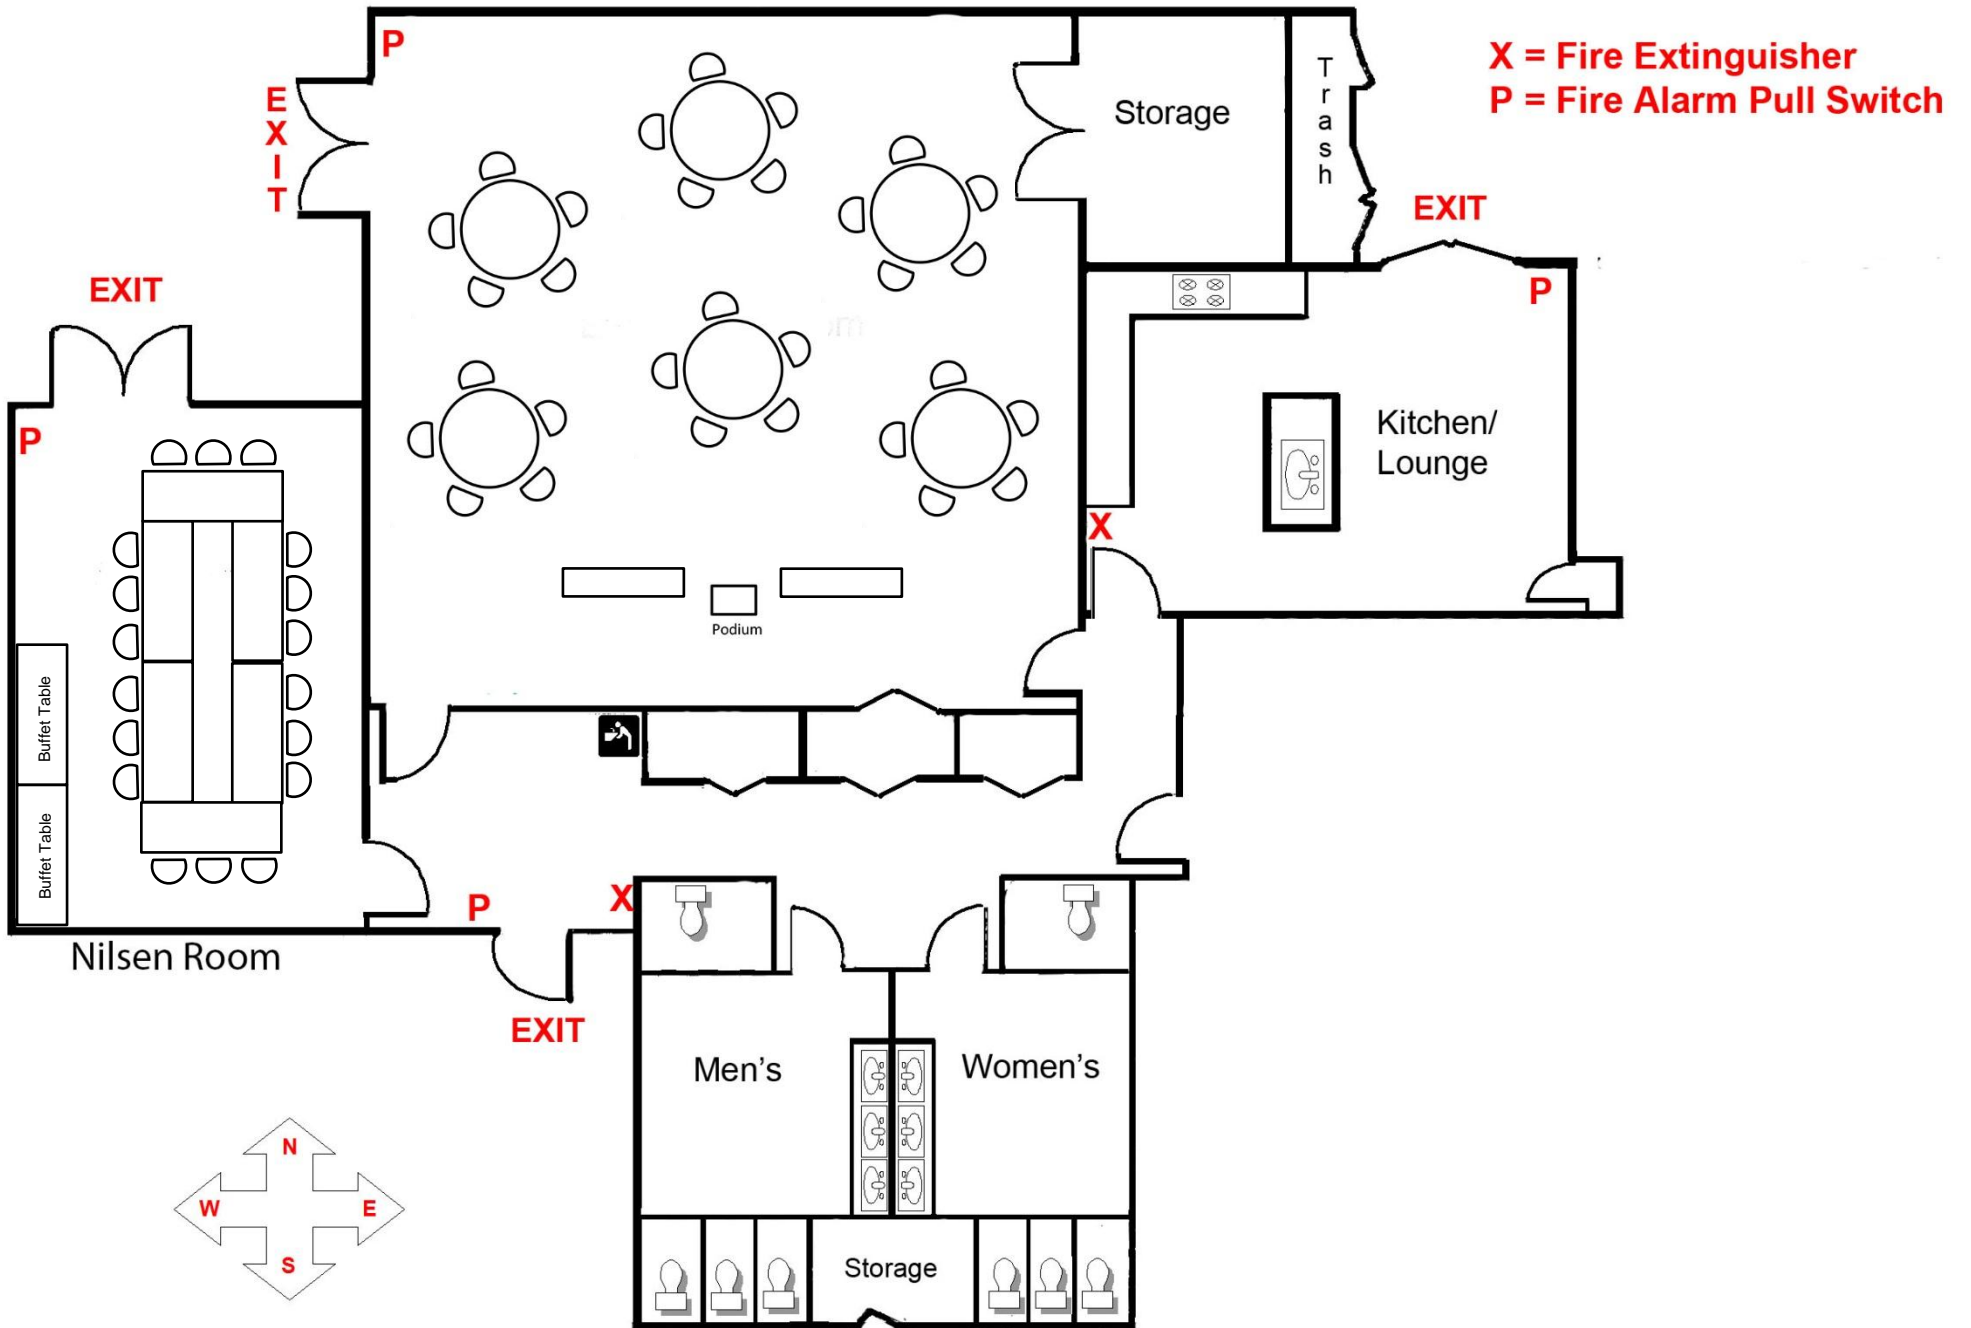 P
X = Fire Extinguisher
P = Fire Alarm Pull Switch
EXIT
Storage
Trash
EXIT
EXIT
P
P
Kitchen/
Lounge
X
Podium
Buffet Table
Buffet Table
P
X
Nilsen Room
EXIT
Men's
Women's
N
W
E
S
Storage